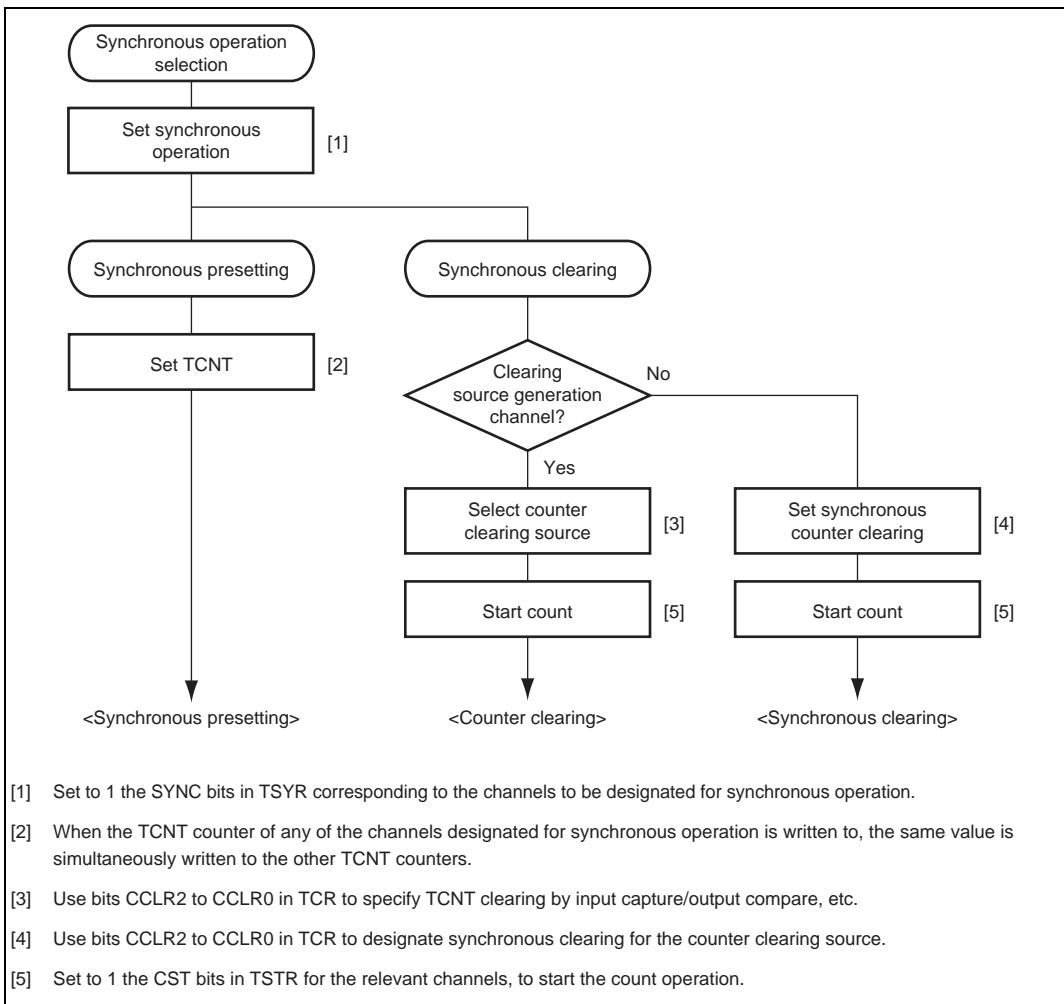 Synchronous operation
selection
Set synchronous
operation
[1]
Synchronous presetting
Synchronous clearing
Set TCNT
[2]
Clearing
source generation
channel?
No
Yes
Select counter
clearing source
[3]
Set synchronous
counter clearing
[4]
Start count
[5]
Start count
[5]
<Synchronous presetting>
<Counter clearing>
<Synchronous clearing>
[1] Set to 1 the SYNC bits in TSYR corresponding to the channels to be designated for synchronous operation.
[2] When the TCNT counter of any of the channels designated for synchronous operation is written to, the same value is
simultaneously written to the other TCNT counters.
[3] Use bits CCLR2 to CCLR0 in TCR to specify TCNT clearing by input capture/output compare, etc.
[4] Use bits CCLR2 to CCLR0 in TCR to designate synchronous clearing for the counter clearing source.
[5] Set to 1 the CST bits in TSTR for the relevant channels, to start the count operation.